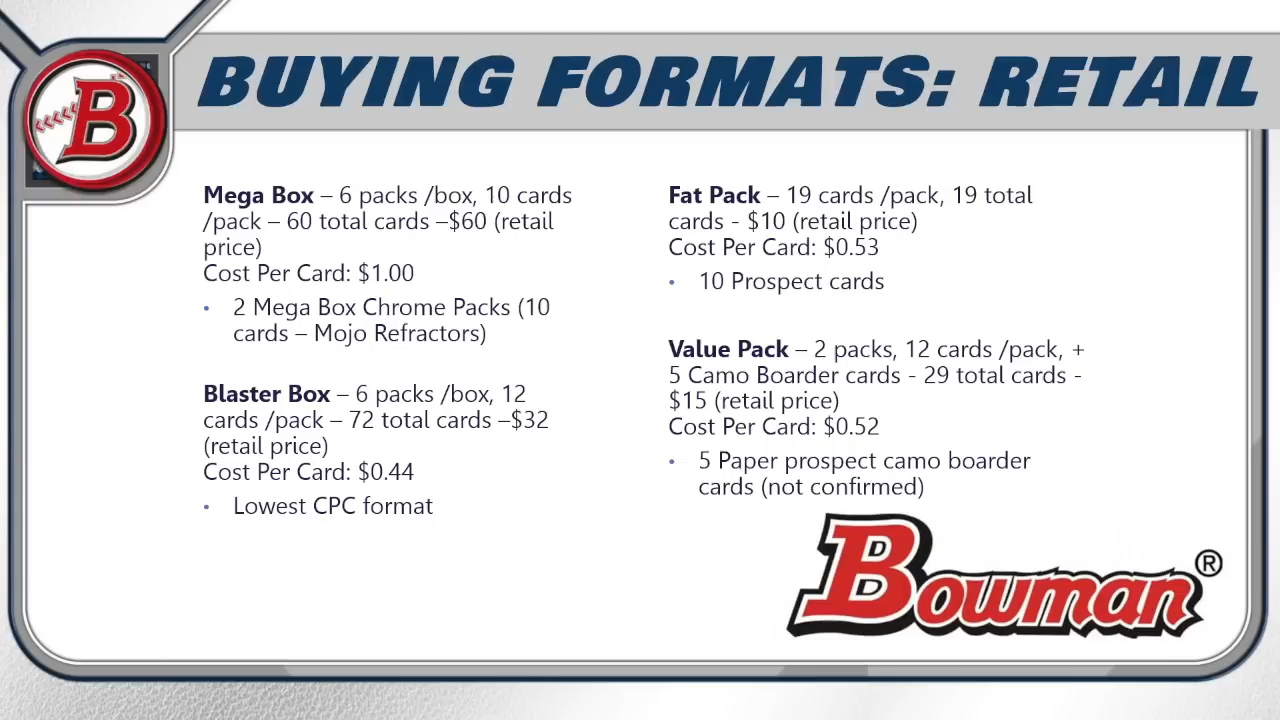 BUYING FORMATS: RETAIL
B
Mega Box – 6 packs /box, 10 cards
/pack – 60 total cards –$60 (retail
price)
Cost Per Card: $1.00
• 2 Mega Box Chrome Packs (10
cards – Mojo Refractors)
Blaster Box – 6 packs /box, 12
cards /pack – 72 total cards –$32
(retail price)
Cost Per Card: $0.44
• Lowest CPC format
Fat Pack – 19 cards /pack, 19 total
cards - $10 (retail price)
Cost Per Card: $0.53
• 10 Prospect cards
Value Pack – 2 packs, 12 cards /pack, +
5 Camo Boarder cards - 29 total cards -
$15 (retail price)
Cost Per Card: $0.52
• 5 Paper prospect camo boarder
cards (not confirmed)
Bowman®